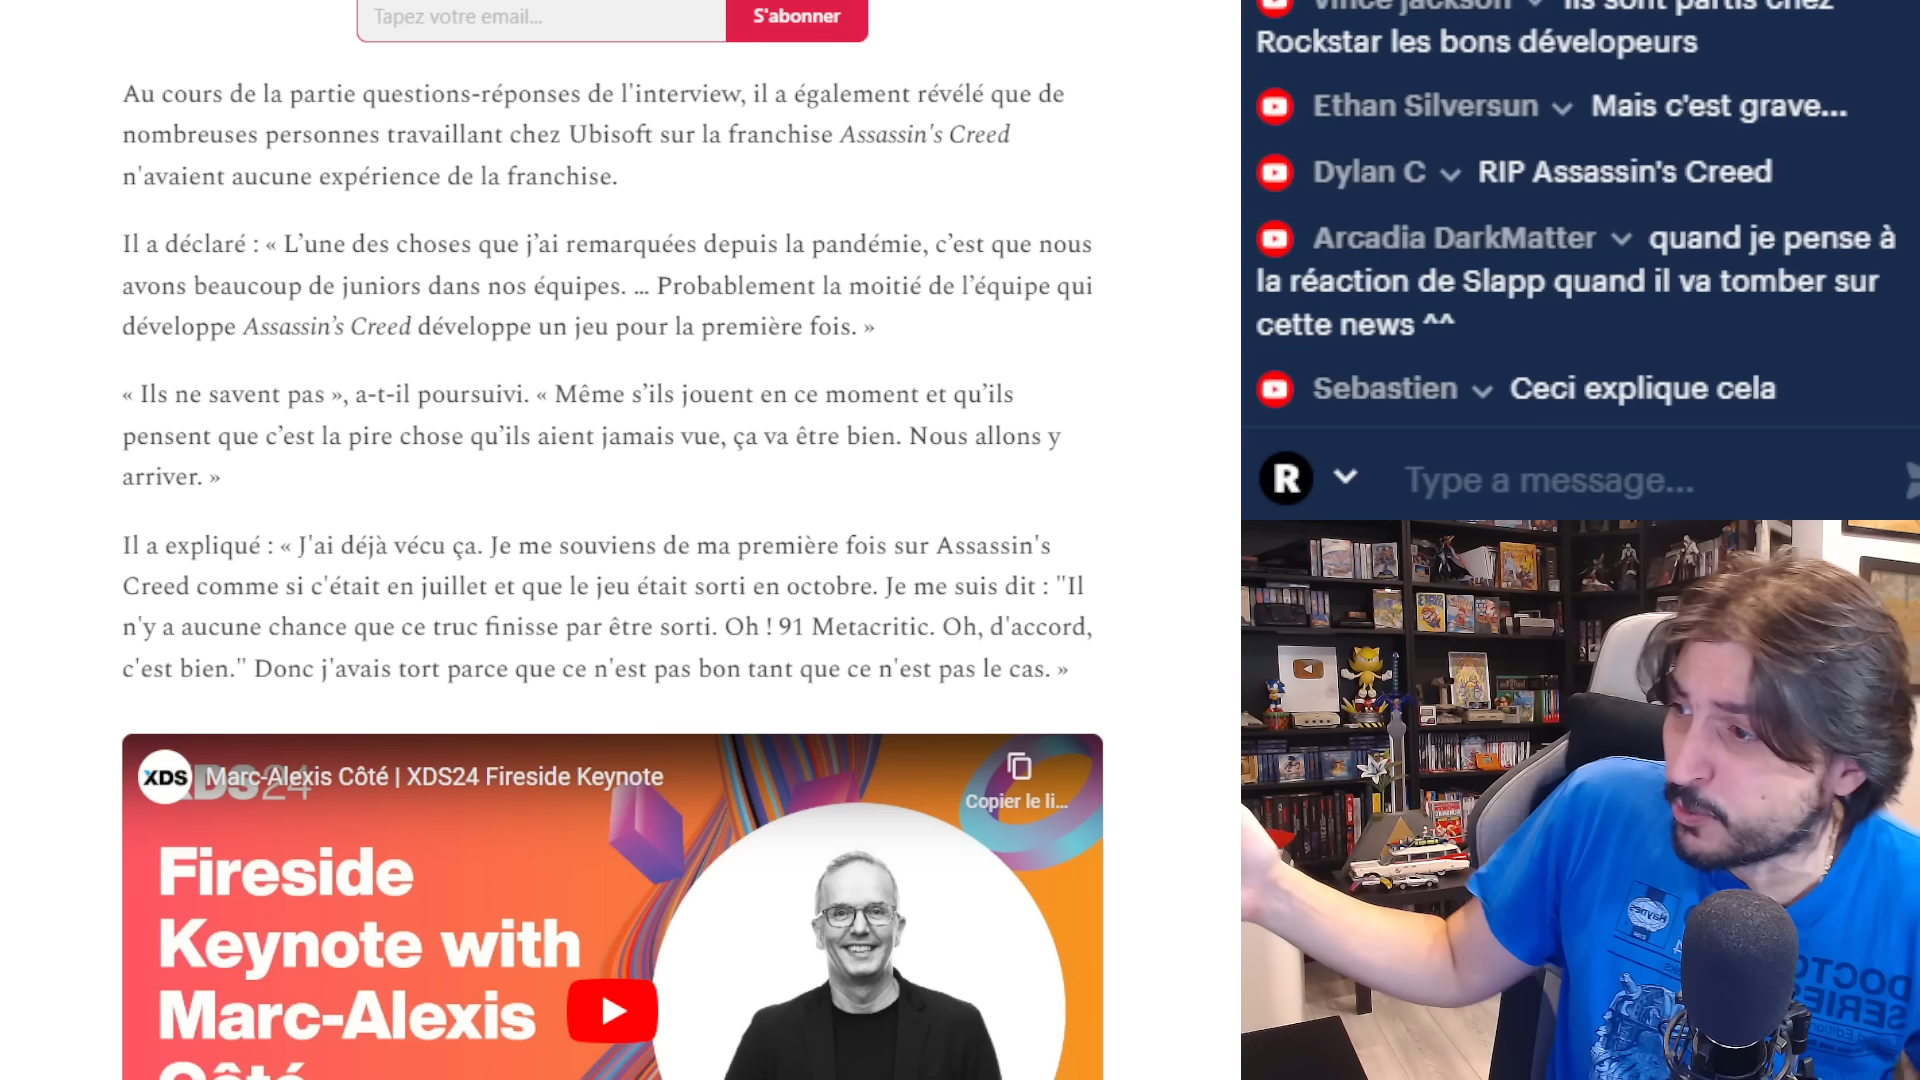 Tapez votre email...
S'abonner
Au cours de la partie questions-réponses de l'interview, il a également révélé que de
nombreuses personnes travaillant chez Ubisoft sur la franchise Assassin's Creed
n'avaient aucune expérience de la franchise.
Il a déclaré : « L’une des choses que j’ai remarquées depuis la pandémie, c’est que nous
avons beaucoup de juniors dans nos équipes. ... Probablement la moitié de l’équipe qui
développe Assassin’s Creed développe un jeu pour la première fois. »
« Ils ne savent pas », a-t-il poursuivi. « Même s’ils jouent en ce moment et qu’ils
pensent que c’est la pire chose qu’ils aient jamais vue, ça va être bien. Nous allons y
arriver. »
Il a expliqué : « J'ai déjà vécu ça. Je me souviens de ma première fois sur Assassin's
Creed comme si c'était en juillet et que le jeu était sorti en octobre. Je me suis dit : "Il
n'y a aucune chance que ce truc finisse par être sorti. Oh ! 91 Metacritic. Oh, d'accord,
c'est bien." Donc j'avais tort parce que ce n'est pas bon tant que ce n'est pas le cas. »
XDS
XDS24
Marc-Alexis Côté | XDS24 Fireside Keynote
Copier le li...
Fireside
Keynote with
Marc-Alexis
Côté
Vince jackson ils sont partis chez
Rockstar les bons dévelopeurs
Ethan Silversun Mais c'est grave...
Dylan C RIP Assassin's Creed
Arcadia DarkMatter quand je pense à
la réaction de Slapp quand il va tomber sur
cette news ^^
Sebastien Ceci explique cela
R
Type a message...
Haynes
DOCTO
SERIES